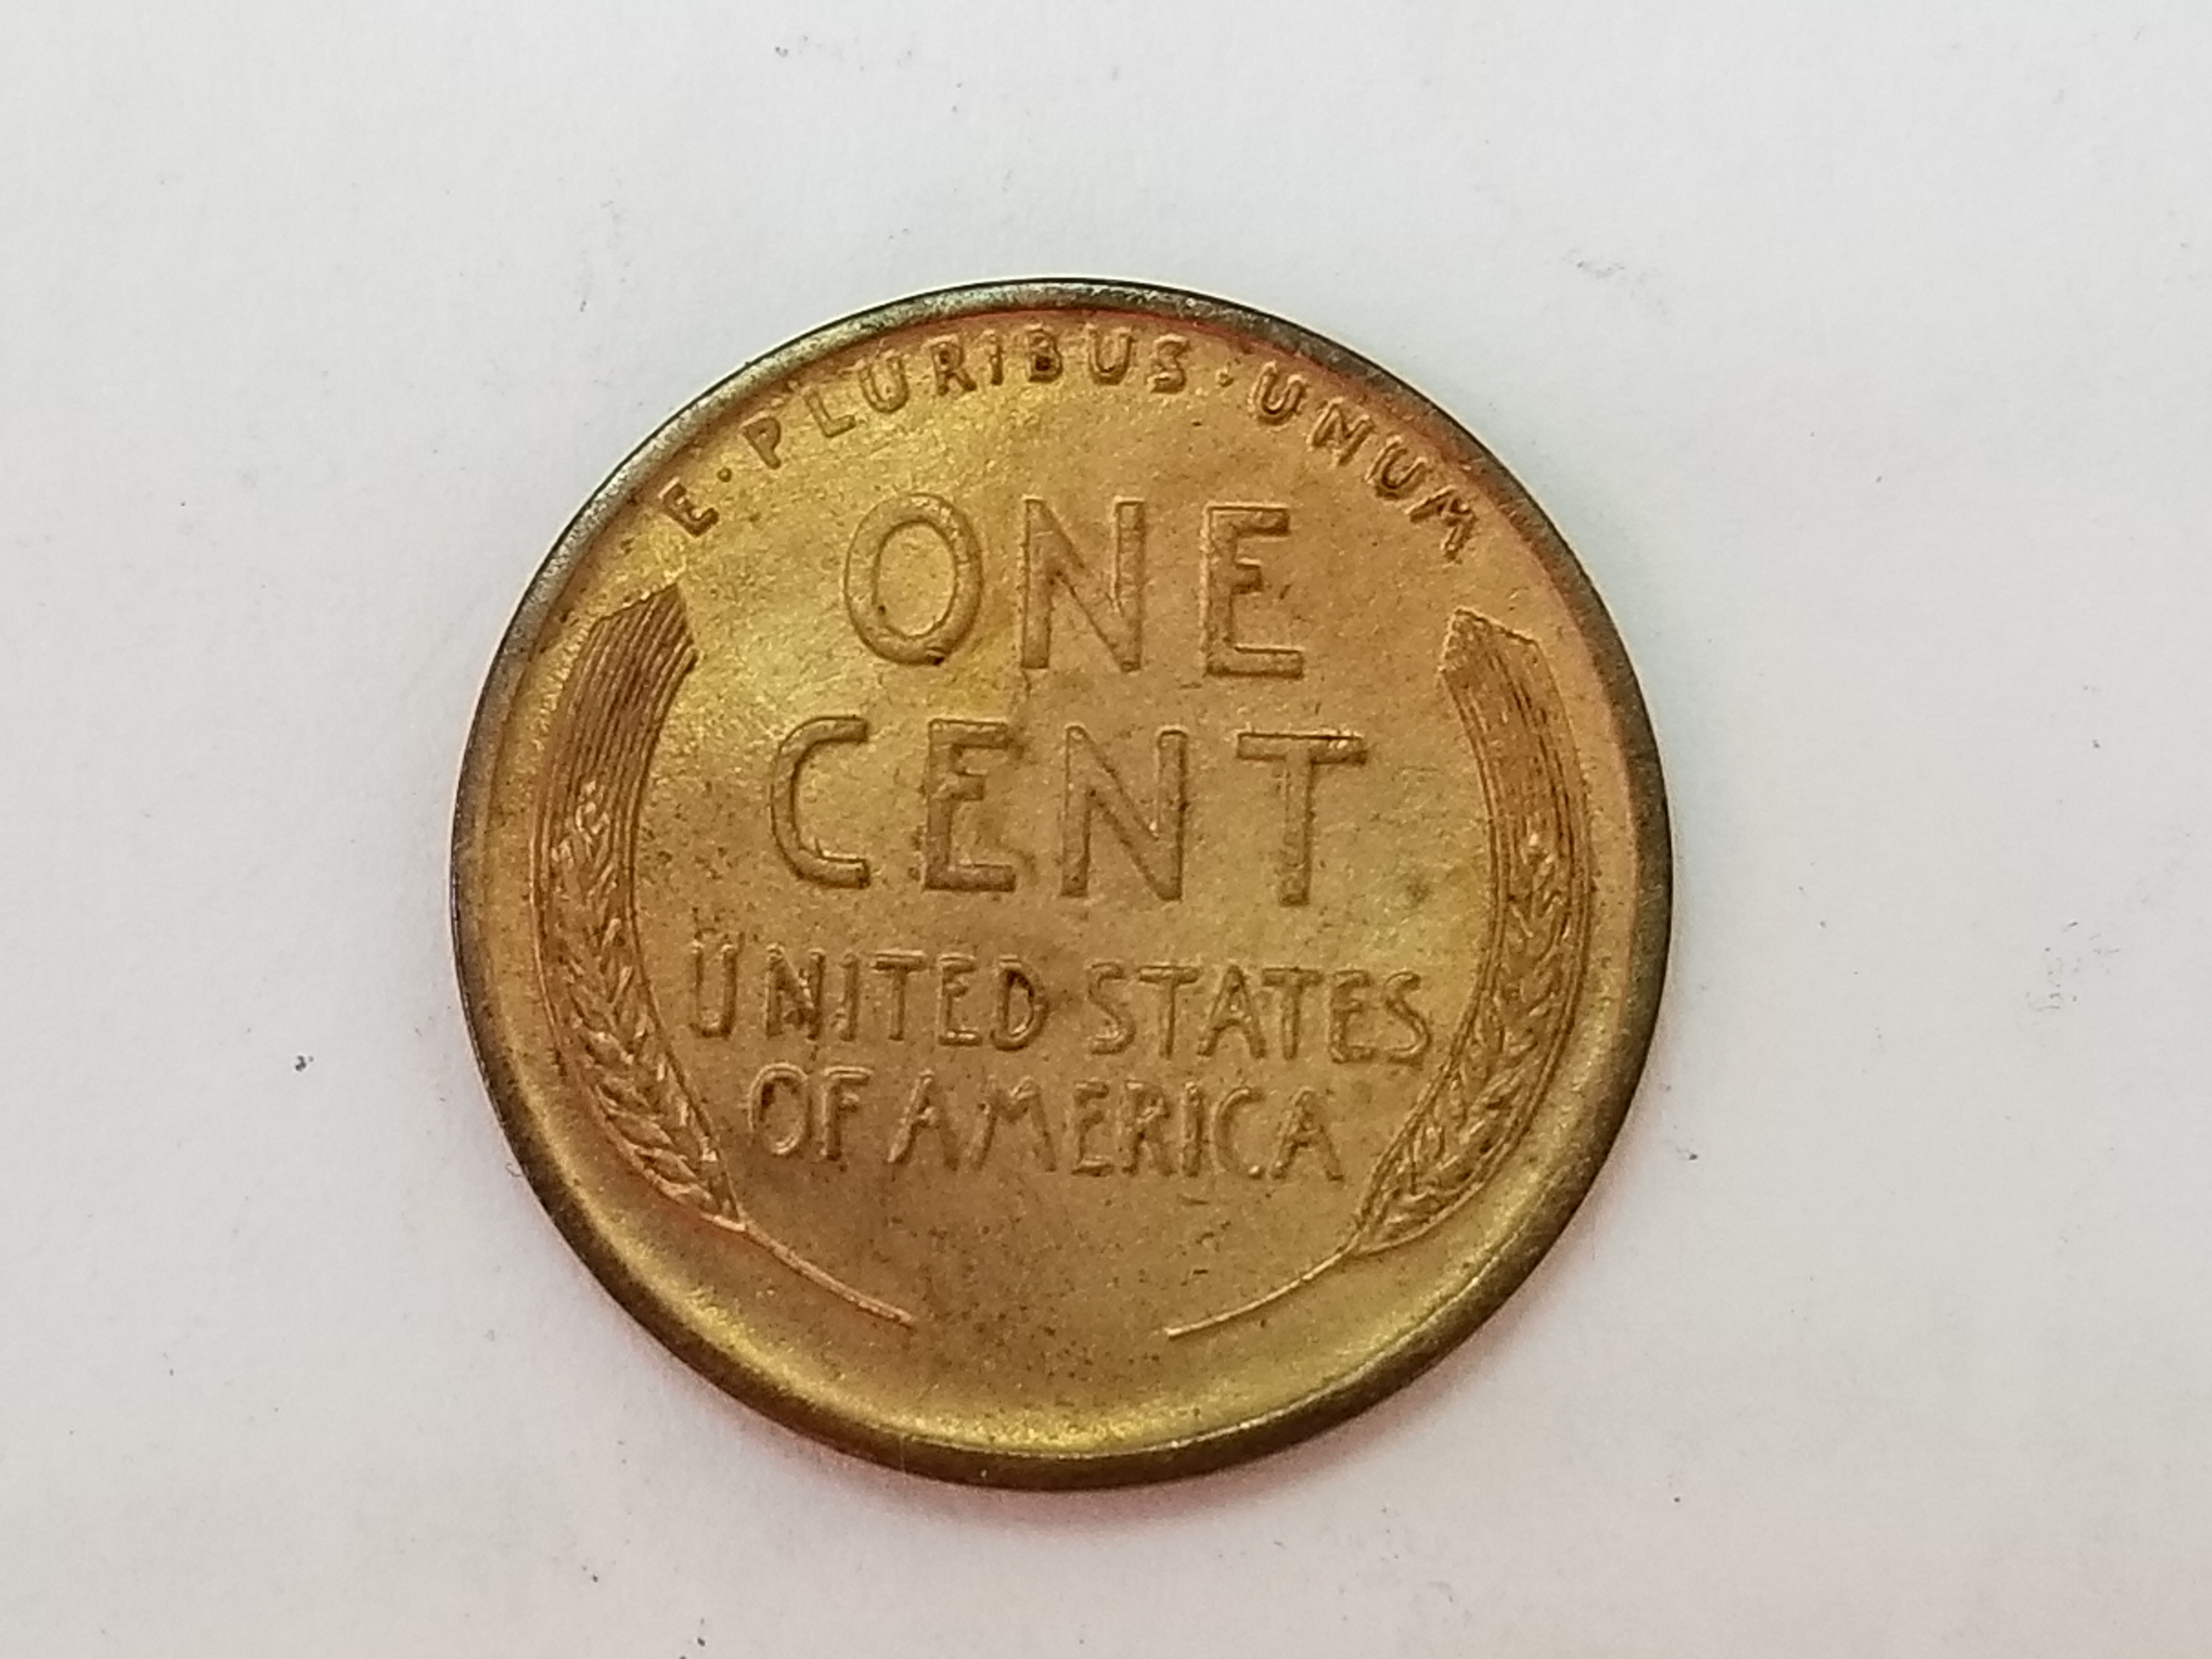 E·PLURIBUS·UNUM
ONE
CENT
UNITED STATES
OF AMERICA